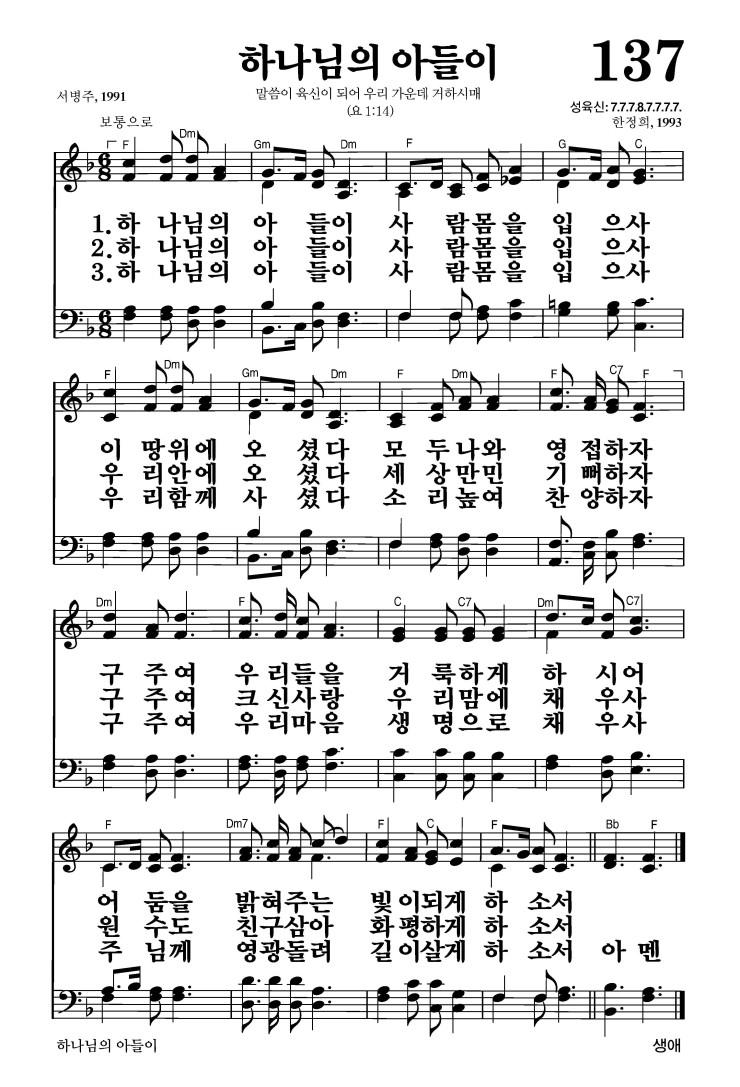 하나님의 아들이
137
서병주, 1991
말씀이 육신이 되어 우리 가운데 거하시매
(요 1:14)
성육신: 7.7.7.8.7.7.7.7.
한정희, 1993
보통으로
F Dm Gm Dm F G C
1. 하 나님의 아 들이 사 람몸을 입 으사
2. 하 나님의 아 들이 사 람몸을 입 으사
3. 하 나님의 아 들이 사 람몸을 입 으사
F Dm Gm Dm F Dm F C7 F
이 땅위에 오 셨다 모 두나와 영 접하자
우 리안에 오 셨다 세 상만민 기 뻐하자
우 리함께 사 셨다 소 리높여 찬 양하자
Dm F C C7 Dm C7
구 주여 우 리들을 거 룩하게 하 시어
구 주여 크 신사랑 우 리맘에 채 우사
구 주여 우 리마음 생 명으로 채 우사
F Dm7 F C F Bb F
어 둠을 밝혀주는 빛 이되게 하 소서
원 수도 친구삼아 화 평하게 하 소서
주 님께 영광돌려 길 이살게 하 소서 아 멘
하나님의 아들이
생애